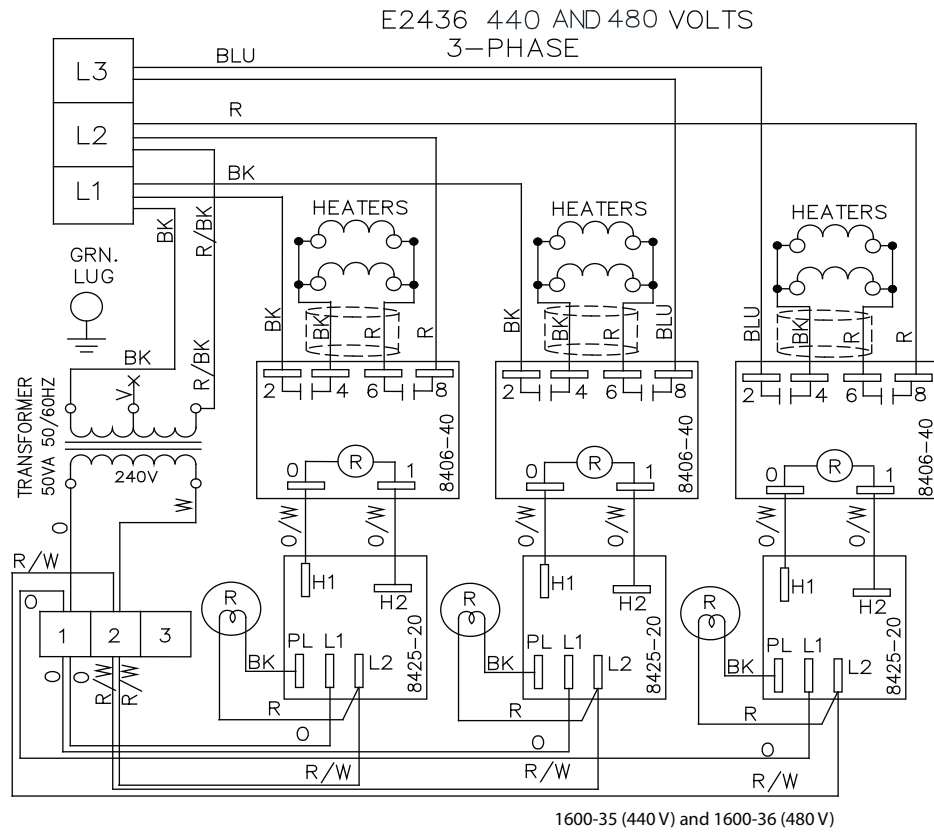 E2436 440 AND 480 VOLTS
3-PHASE
L3
BLU
R
L2
BK
L1
BK
R/BK
HEATERS
HEATERS
HEATERS
GRN.
LUG
BK
R/BK
BK
BK
R
R
BK
BK
R
BLU
BLU
BK
R
R
V
TRANSFORMER
50VA 50/60HZ
240V
2 4 6 8
2 4 6 8
2 4 6 8
8406-40
8406-40
8406-40
0 R 1
0 R 1
0 R 1
W
O
O/W O/W
O/W O/W
O/W O/W
R/W
O
H1 H2
H1 H2
H1 H2
R
R
R
1 2 3
PL L1 L2
PL L1 L2
PL L1 L2
BK
BK
BK
8425-20
8425-20
8425-20
O O R/W R/W
R
R
R
O
O
O
R/W
R/W
R/W
1600-35 (440 V) and 1600-36 (480 V)